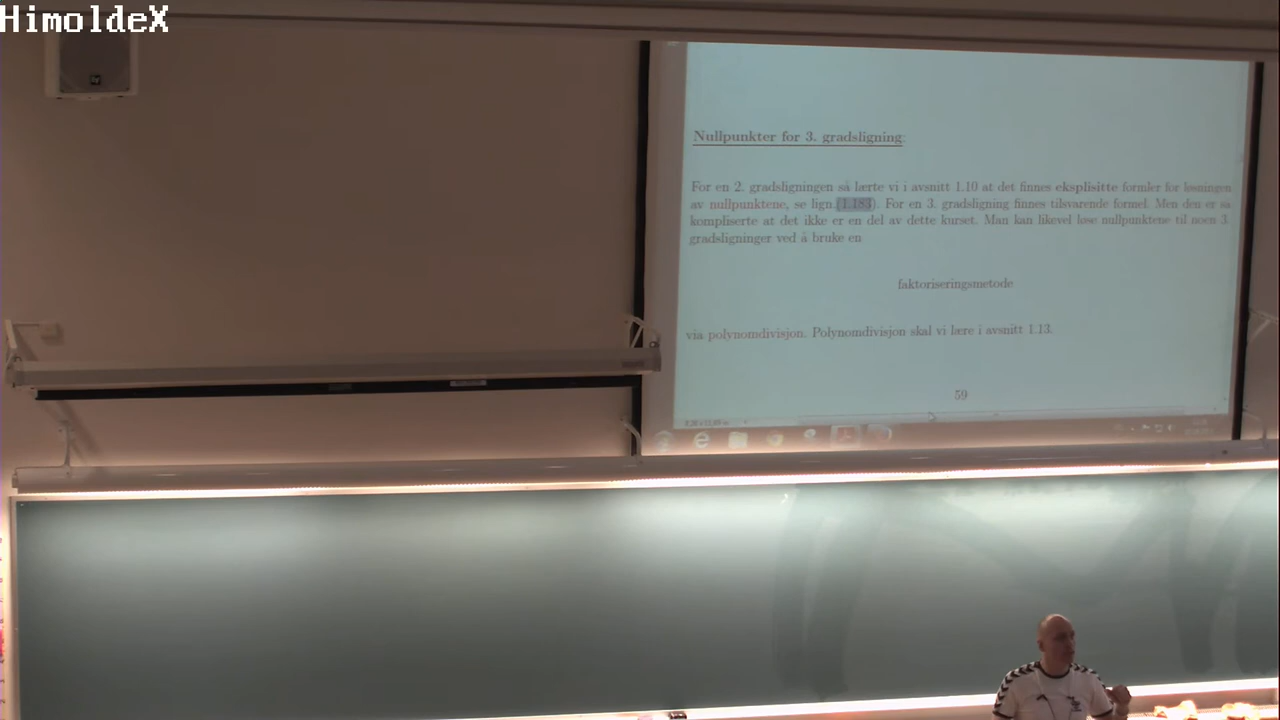 HimoldeX
Nullpunkter for 3. gradsligning:
For en 2. gradsligningen så lærte vi i avsnitt 1.10 at det finnes eksplisitte formler for løsningen
av nullpunktene, se lign.(1.183). For en 3. gradsligning finnes tilsvarende formel. Men den er så
kompliserte at det ikke er en del av dette kurset. Man kan likevel løse nullpunktene til noen 3.
gradsligninger ved å bruke en
faktoriseringsmetode
via polynomdivisjon. Polynomdivisjon skal vi lære i avsnitt 1.13.
59